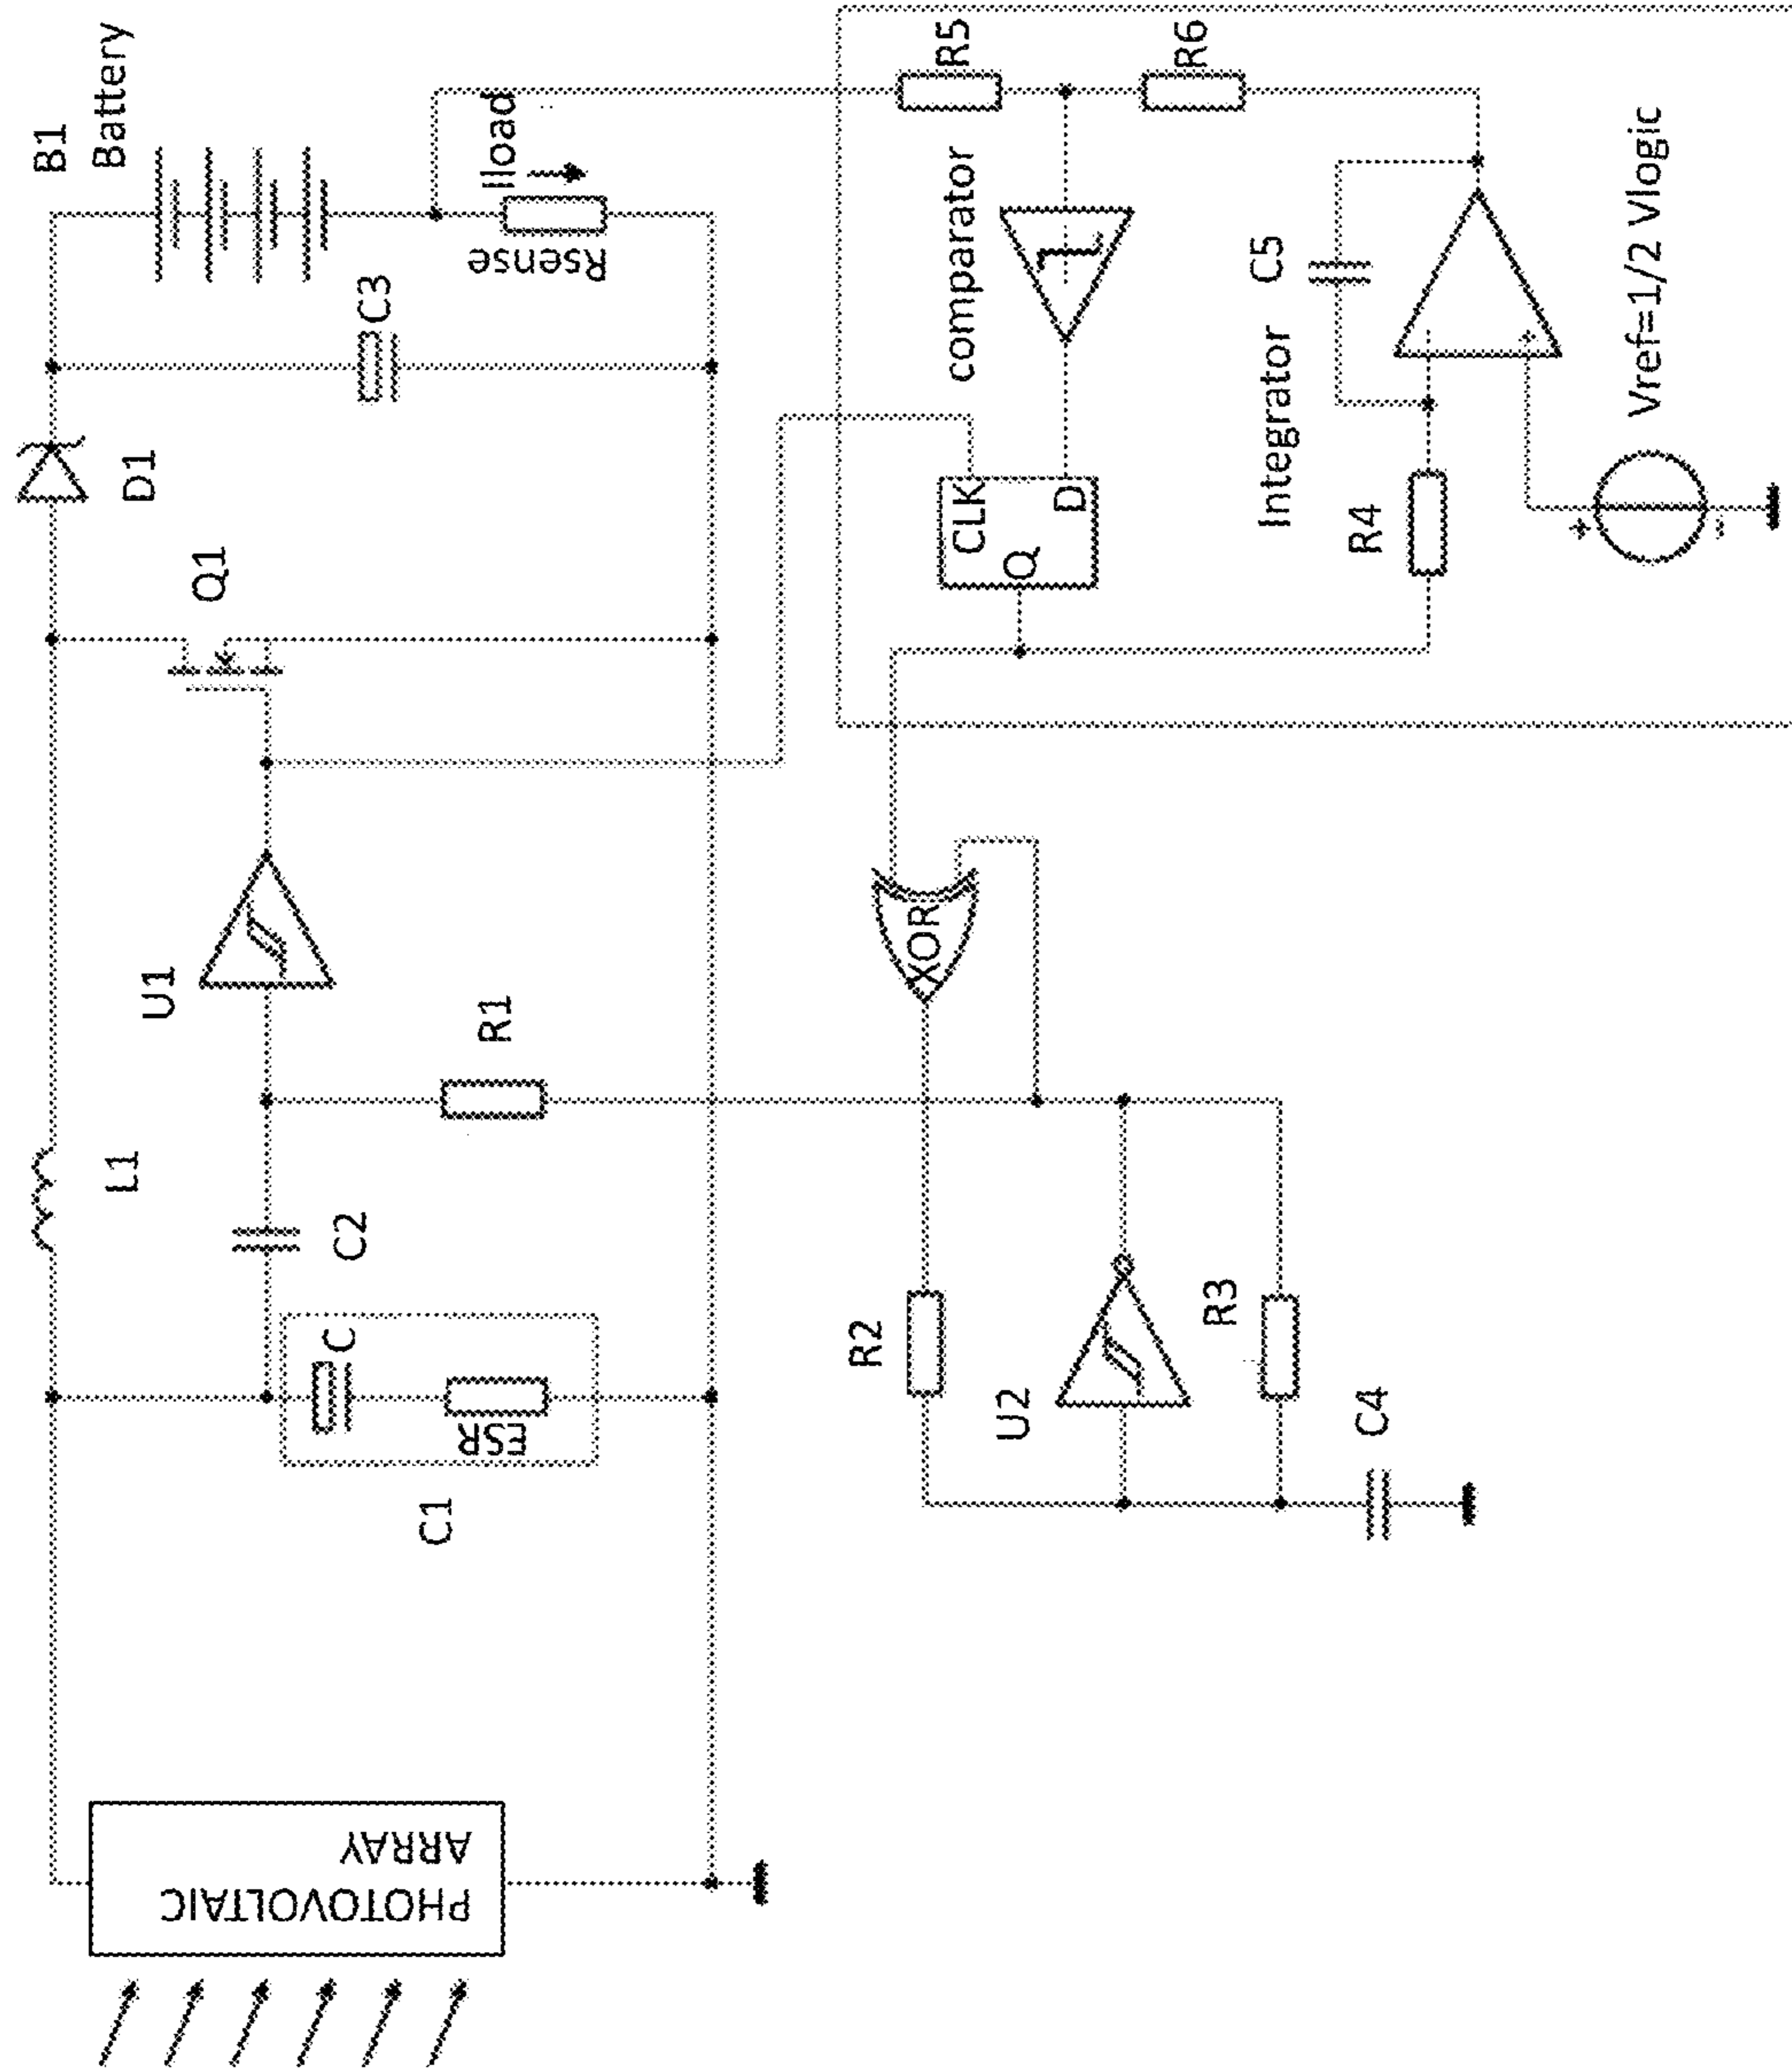 B1
Battery
D1
C3
Iload
Rsense
Q1
U1
L1
R1
C2
C
ESR
C1
PHOTOVOLTAIC
ARRAY
R5
R6
comparator
CLK
D
Q
C5
Integrator
R4
+
-
Vref=1/2 Vlogic
XOR
R2
U2
R3
C4